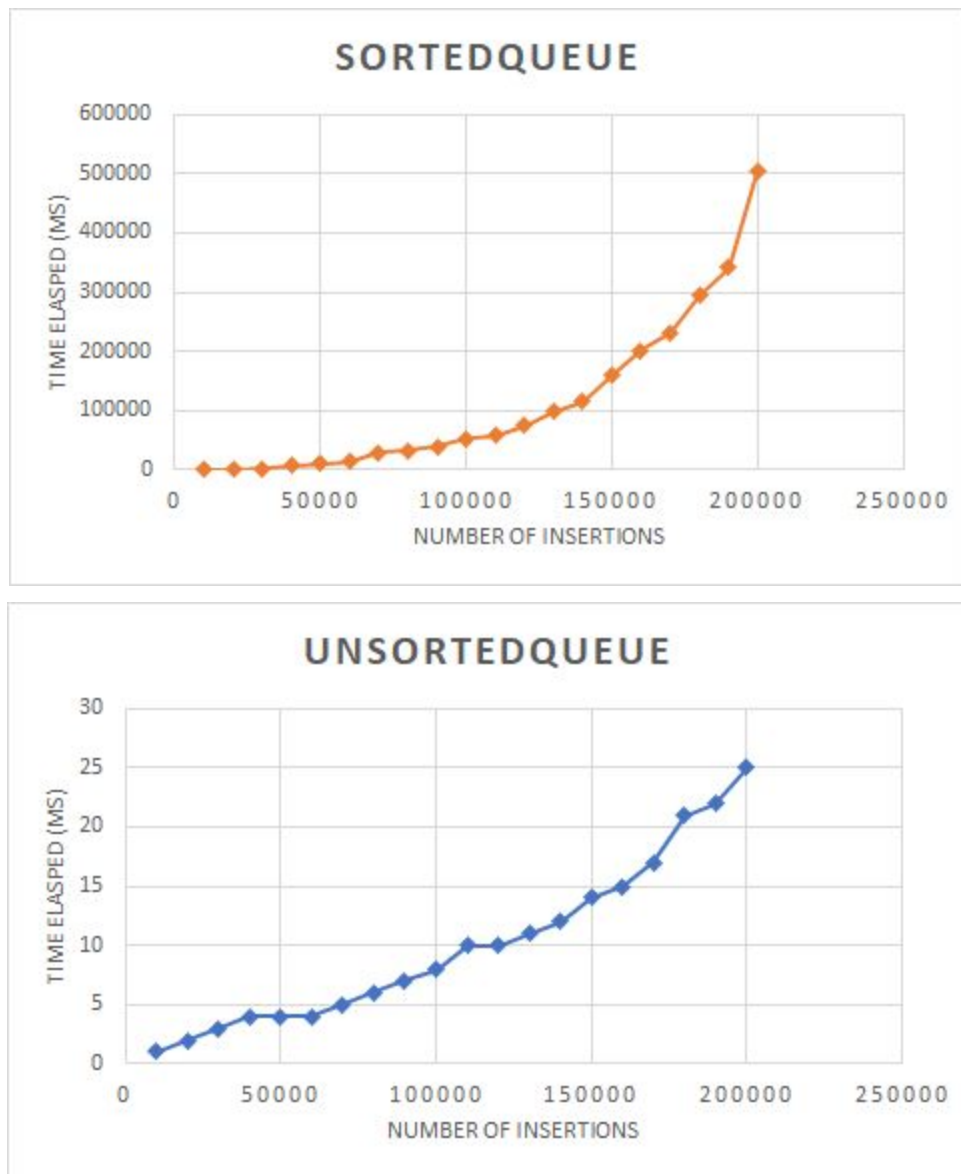 SORTEDQUEUE
600000
500000
400000
300000
200000
100000
0
TIME ELASPED (MS)
0 50000 100000 150000 200000 250000
NUMBER OF INSERTIONS
UNSORTEDQUEUE
30
25
20
15
10
5
0
TIME ELASPED (MS)
0 50000 100000 150000 200000 250000
NUMBER OF INSERTIONS